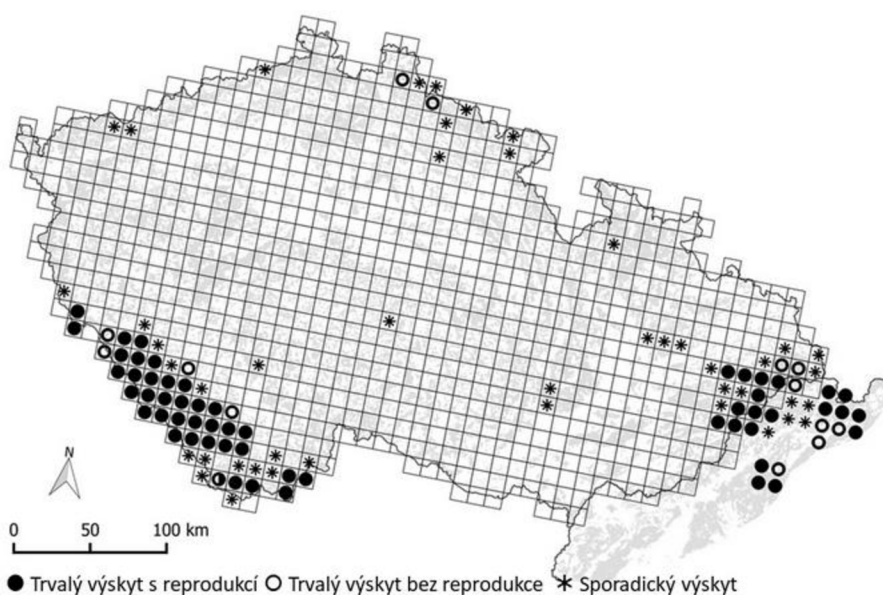 N
0 50 100 km
Trvalý výskyt s reprodukcí Trvalý výskyt bez reprodukce Sporadický výskyt